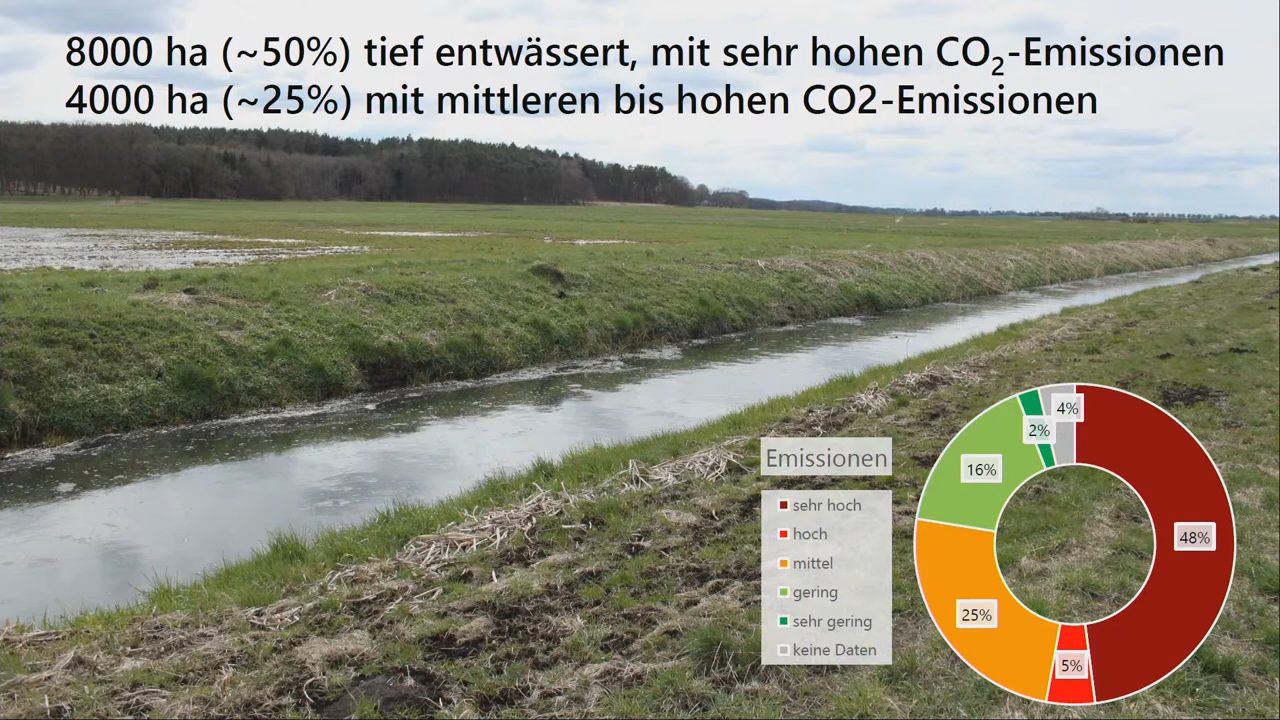 8000 ha (~50%) tief entwässert, mit sehr hohen CO₂-Emissionen
4000 ha (~25%) mit mittleren bis hohen CO2-Emissionen
Emissionen
sehr hoch
hoch
mittel
gering
sehr gering
keine Daten
4%
2%
16%
48%
25%
5%